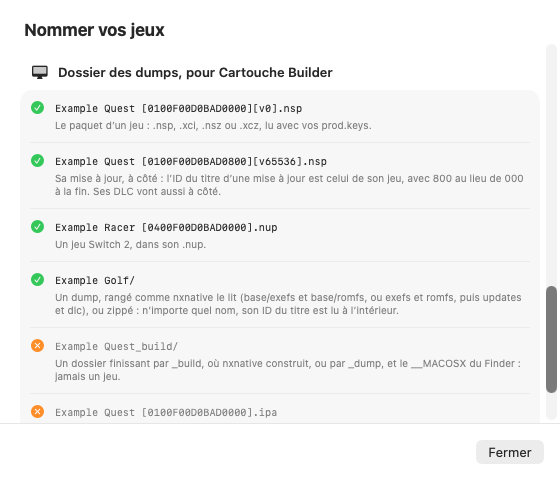 Nommer vos jeux
Dossier des dumps, pour Cartouche Builder
Example Quest [0100F00D0BAD0000][v0].nsp
Le paquet d’un jeu : .nsp, .xci, .nsz ou .xcz, lu avec vos prod.keys.
Example Quest [0100F00D0BAD0800][v65536].nsp
Sa mise à jour, à côté : l’ID du titre d’une mise à jour est celui de son jeu, avec 800 au lieu de 000
à la fin. Ses DLC vont aussi à côté.
Example Racer [0400F00D0BAD0000].nup
Un jeu Switch 2, dans son .nup.
Example Golf/
Un dump, rangé comme nxnative le lit (base/exefs et base/romfs, ou exefs et romfs, puis updates
et dlc), ou zippé : n’importe quel nom, son ID du titre est lu à l’intérieur.
Example Quest_build/
Un dossier finissant par _build, où nxnative construit, ou par _dump, et le __MACOSX du Finder :
jamais un jeu.
Example Quest [0100F00D0BAD0000].ipa
Fermer